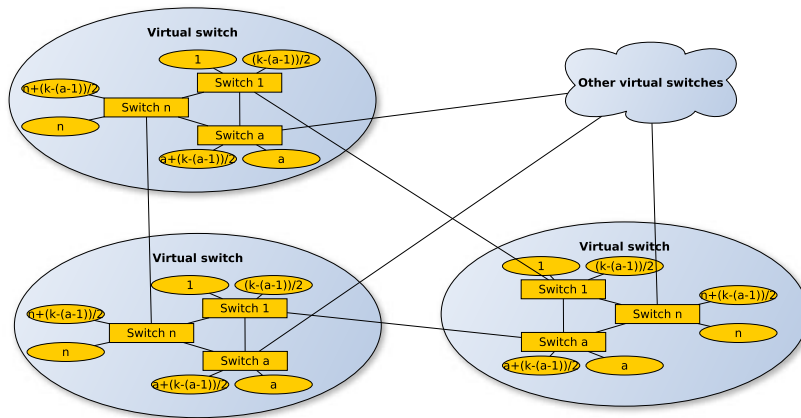 Virtual switch
1
(k-(a-1))/2
n+(k-(a-1))/2
Switch 1
Switch n
n
Switch a
a+(k-(a-1))/2
a
Other virtual switches
Virtual switch
1
(k-(a-1))/2
n+(k-(a-1))/2
Switch 1
Switch n
n
Switch a
a+(k-(a-1))/2
a
Virtual switch
1
(k-(a-1))/2
Switch 1
n+(k-(a-1))/2
Switch n
n
Switch a
a+(k-(a-1))/2
a